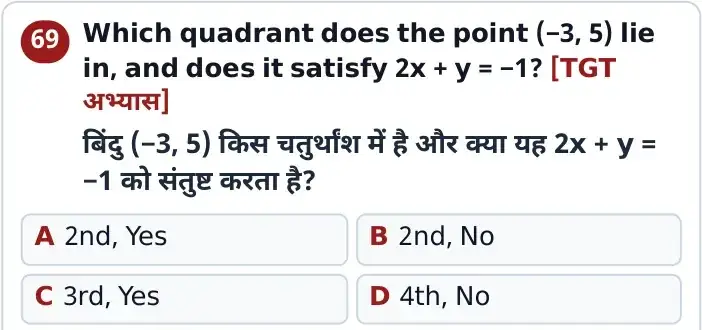 69 Which quadrant does the point (−3, 5) lie
in, and does it satisfy 2x + y = −1? [TGT
अभ्यास]
बिंदु (−3, 5) किस चतुर्थांश में है और क्या यह 2x + y =
−1 को संतुष्ट करता है?
A 2nd, Yes
B 2nd, No
C 3rd, Yes
D 4th, No